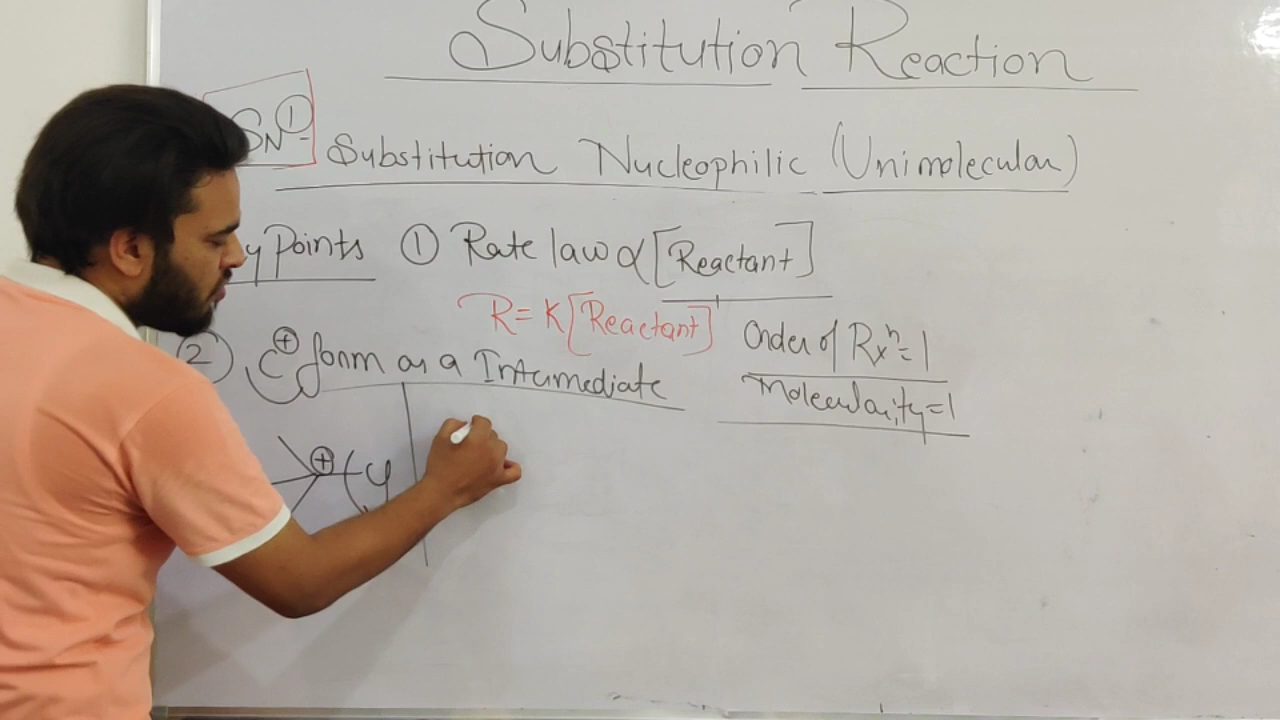 Substitution Reaction
SN1 - Substitution Nucleophilic (Unimolecular)
y Points ① Rate law ∝ [Reactant]
R = K [Reactant]
Order of Rxⁿ = 1
② C⊕ form as a Intermediate
Molecularity = 1
⊕